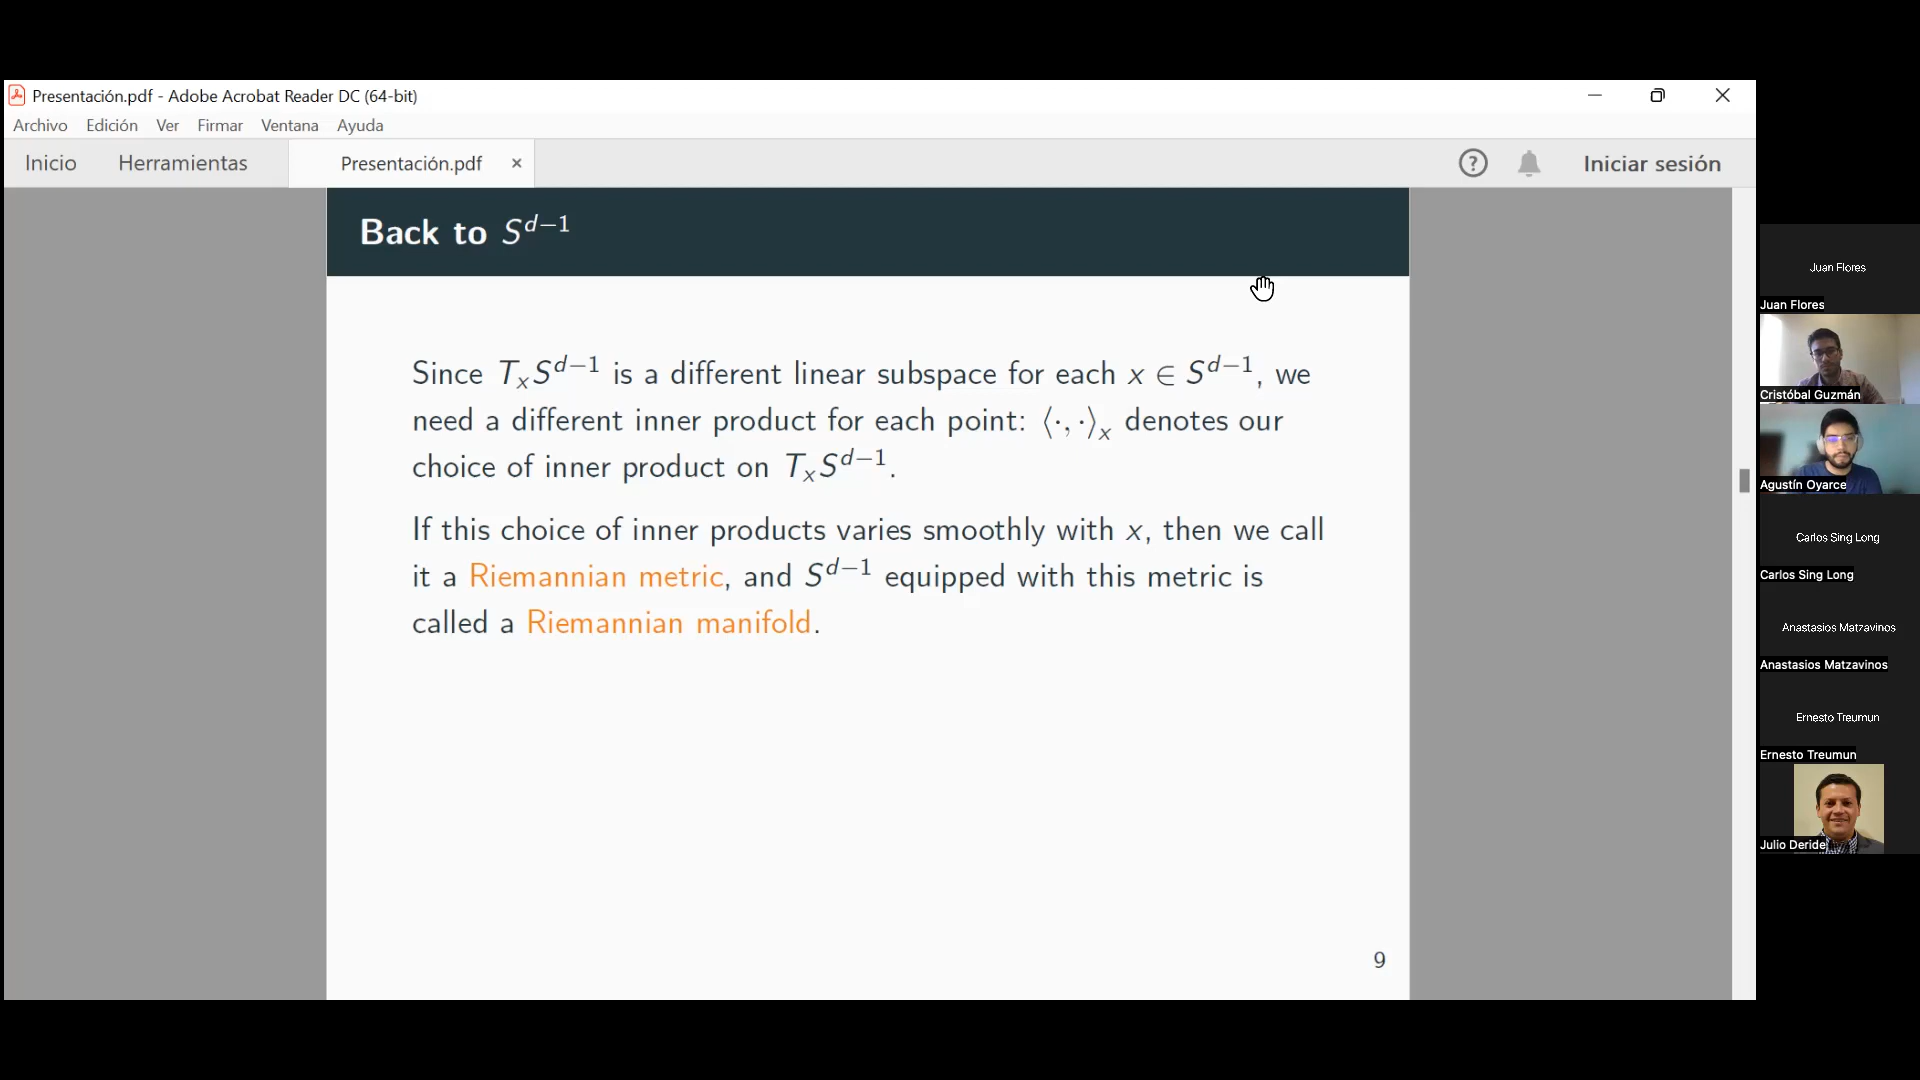 Presentación.pdf - Adobe Acrobat Reader DC (64-bit)
Archivo Edición Ver Firmar Ventana Ayuda
Inicio Herramientas Presentación.pdf × ? Iniciar sesión
Back to S^{d−1}
Since T_xS^{d−1} is a different linear subspace for each x ∈ S^{d−1}, we
need a different inner product for each point: ⟨·, ·⟩_x denotes our
choice of inner product on T_xS^{d−1}.
If this choice of inner products varies smoothly with x, then we call
it a Riemannian metric, and S^{d−1} equipped with this metric is
called a Riemannian manifold.
9
Juan Flores
Juan Flores
Cristóbal Guzmán
Agustín Oyarce
Carlos Sing Long
Carlos Sing Long
Anastasios Matzavinos
Anastasios Matzavinos
Ernesto Treumun
Ernesto Treumun
Julio Deride